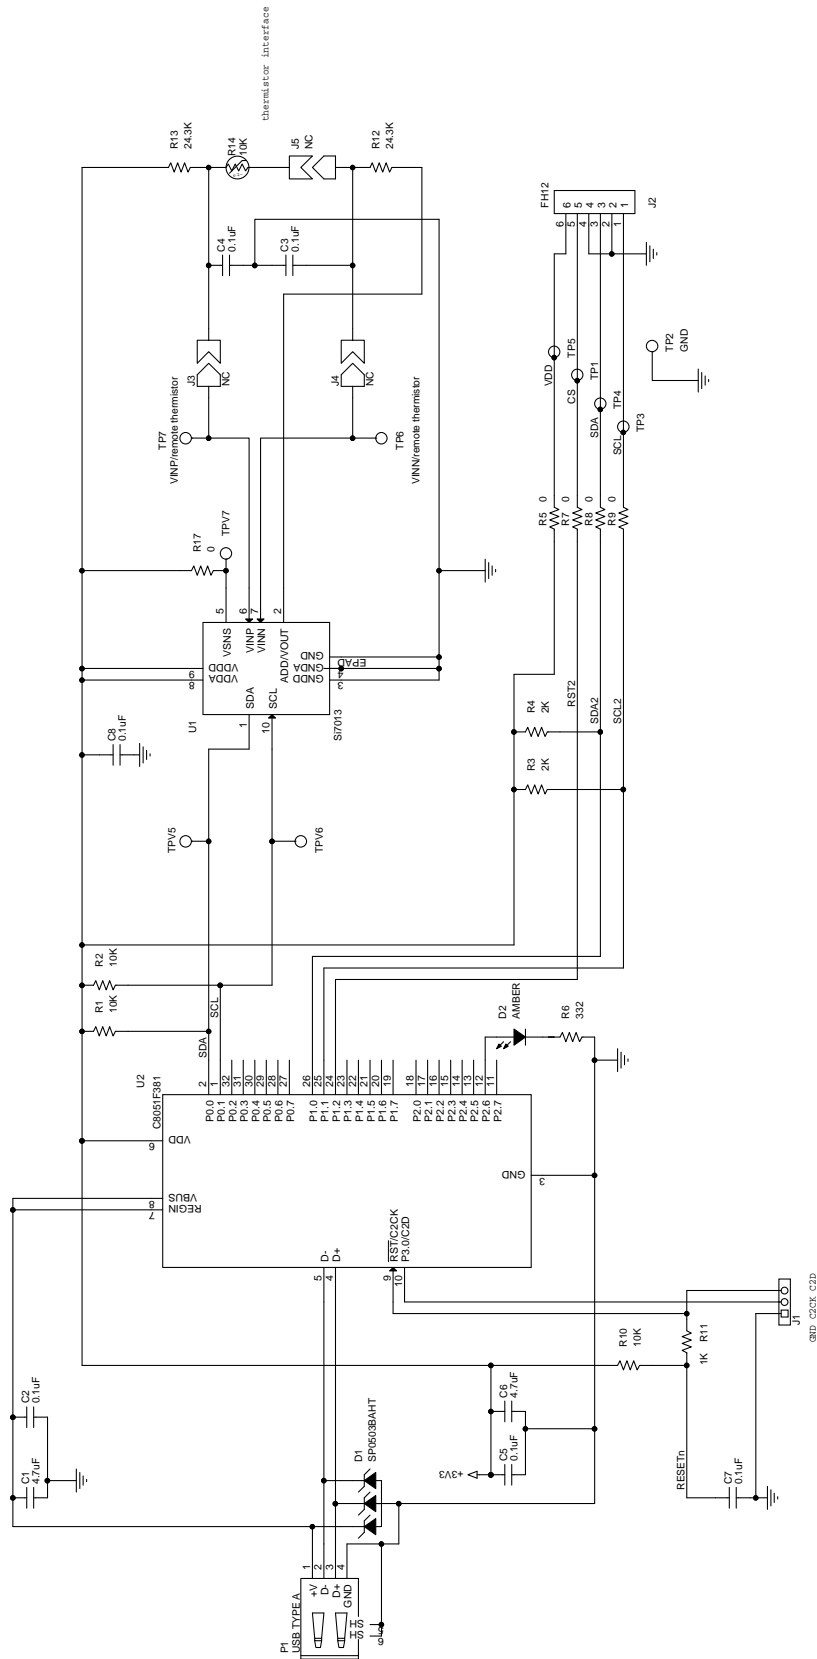 thermistor interface
R13
24.3K
R14
10K
J5
NC
R12
24.3K
C4
0.1uF
C3
0.1uF
J3
NC
J4
NC
TP7
VINP/remote thermistor
TP6
VINN/remote thermistor
R17
0
TPV7
5
6
7
2
VSNS
VINP
VINN
ADD/VOUT
VDDD
VDDA
9
8
GND
EPAD
GNDA
GNDD
4
3
SDA
SCL
1
10
U1
Si7013
C8
0.1uF
TPV5
TPV6
R2
10K
R1
10K
SCL
SDA
FH12
J2
6
5
4
3
2
1
6
5
4
3
2
1
VDD
TP5
CS
TP1
SDA
TP4
SCL
TP3
TP2
GND
R5
0
R7
0
R8
0
R9
0
RST2
SDA2
SCL2
R4
2K
R3
2K
D2
AMBER
R6
332
U2
C8051F381
2
1
32
31
30
29
28
27
26
25
24
23
22
21
20
19
18
17
16
15
14
13
12
11
P0.0
P0.1
P0.2
P0.3
P0.4
P0.5
P0.6
P0.7
P1.0
P1.1
P1.2
P1.3
P1.4
P1.5
P1.6
P1.7
P2.0
P2.1
P2.2
P2.3
P2.4
P2.5
P2.6
P2.7
VDD
6
VBUS
8
REGIN
7
GND
3
D-
D+
5
4
RST/C2CK
P3.0/C2D
9
10
C2
0.1uF
C1
4.7uF
R10
10K
R11
1K
J1
GND C2CK C2D
C6
4.7uF
C5
0.1uF
+3V3
RESETn
C7
0.1uF
D1
SP0503BAHT
1
2
3
4
+V
D-
D+
GND
SH
SH
5
6
P1
USB TYPE A